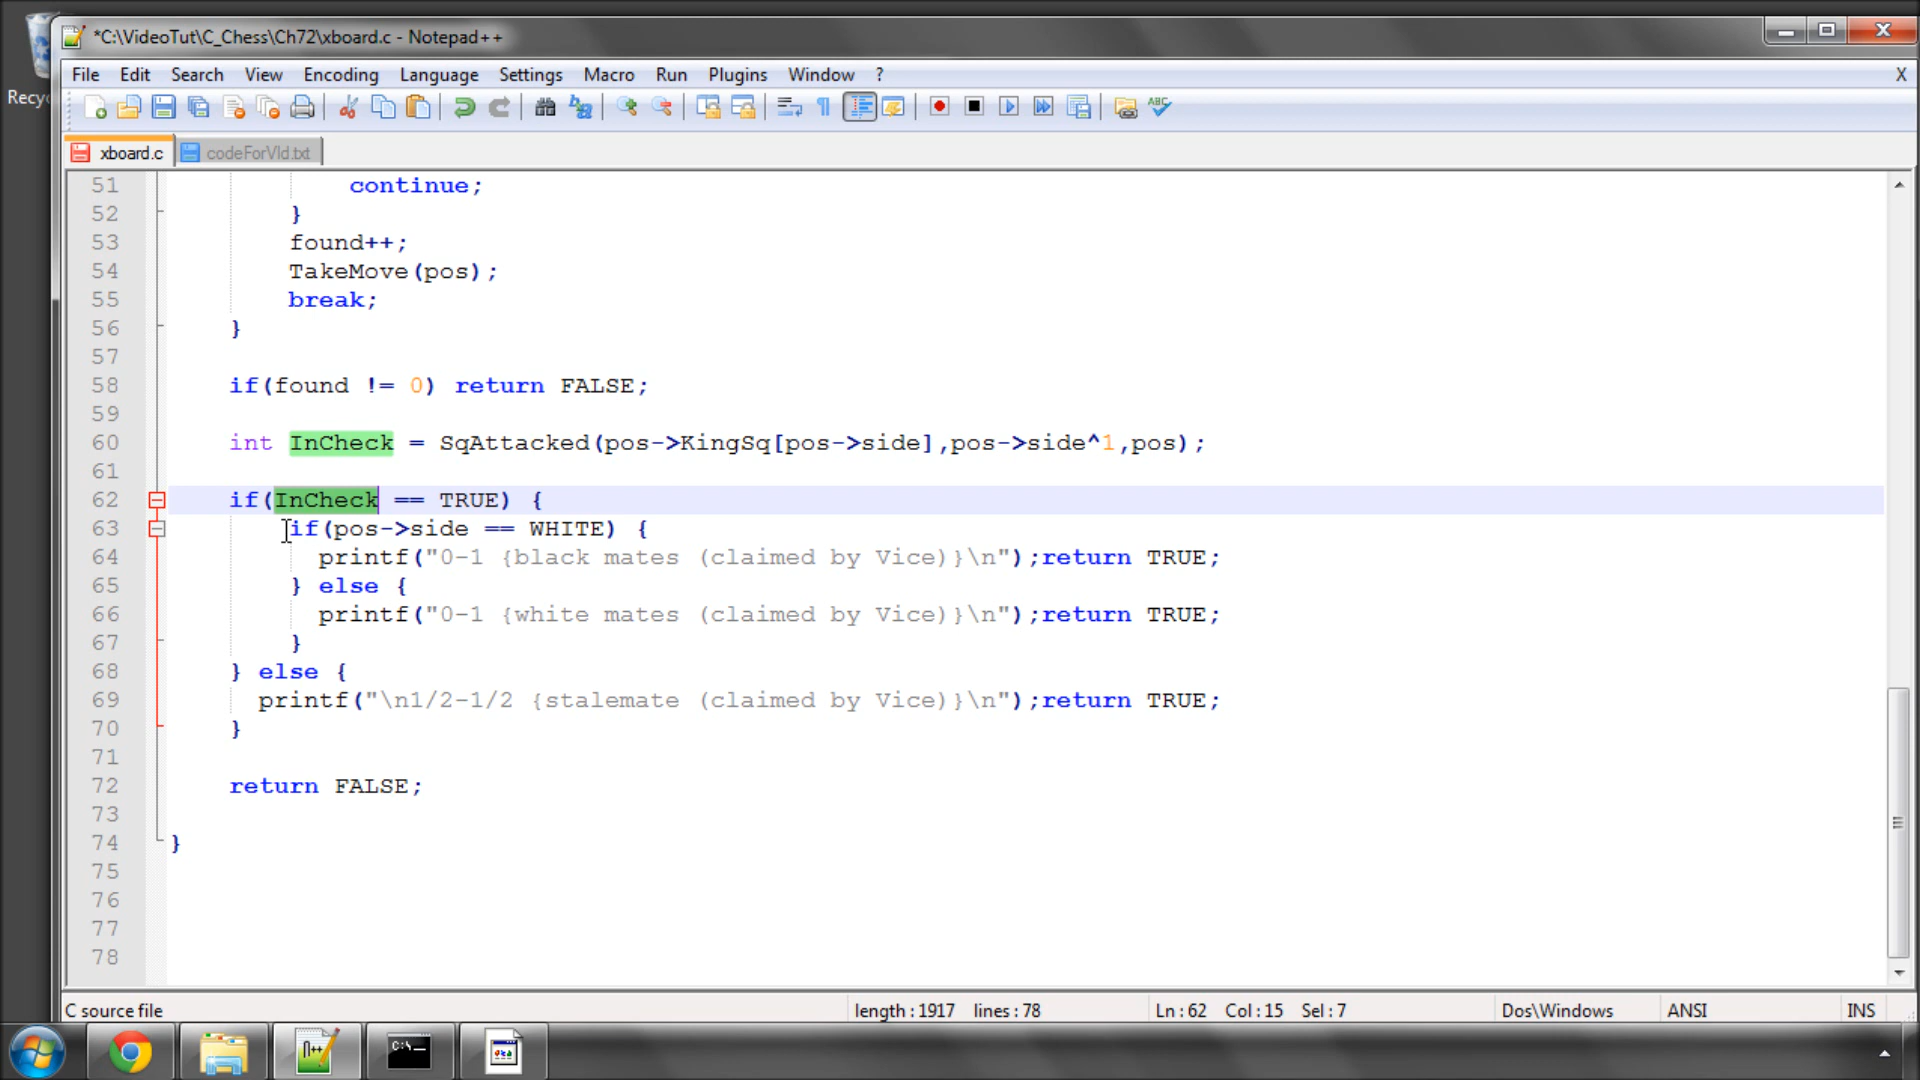 *C:\VideoTut\C_Chess\Ch72\xboard.c - Notepad++
File Edit Search View Encoding Language Settings Macro Run Plugins Window ? X
Recyc
xboard.c codeForVId.txt
51 continue;
52 }
53 found++;
54 TakeMove(pos);
55 break;
56 }
57
58 if(found != 0) return FALSE;
59
60 int InCheck = SqAttacked(pos->KingSq[pos->side],pos->side^1,pos);
61
62 if(InCheck == TRUE) {
63 if(pos->side == WHITE) {
64 printf("0-1 {black mates (claimed by Vice)}\n");return TRUE;
65 } else {
66 printf("0-1 {white mates (claimed by Vice)}\n");return TRUE;
67 }
68 } else {
69 printf("\n1/2-1/2 {stalemate (claimed by Vice)}\n");return TRUE;
70 }
71
72 return FALSE;
73
74 }
75
76
77
78
C source file length : 1917 lines : 78 Ln : 62 Col : 15 Sel : 7 Dos\Windows ANSI INS